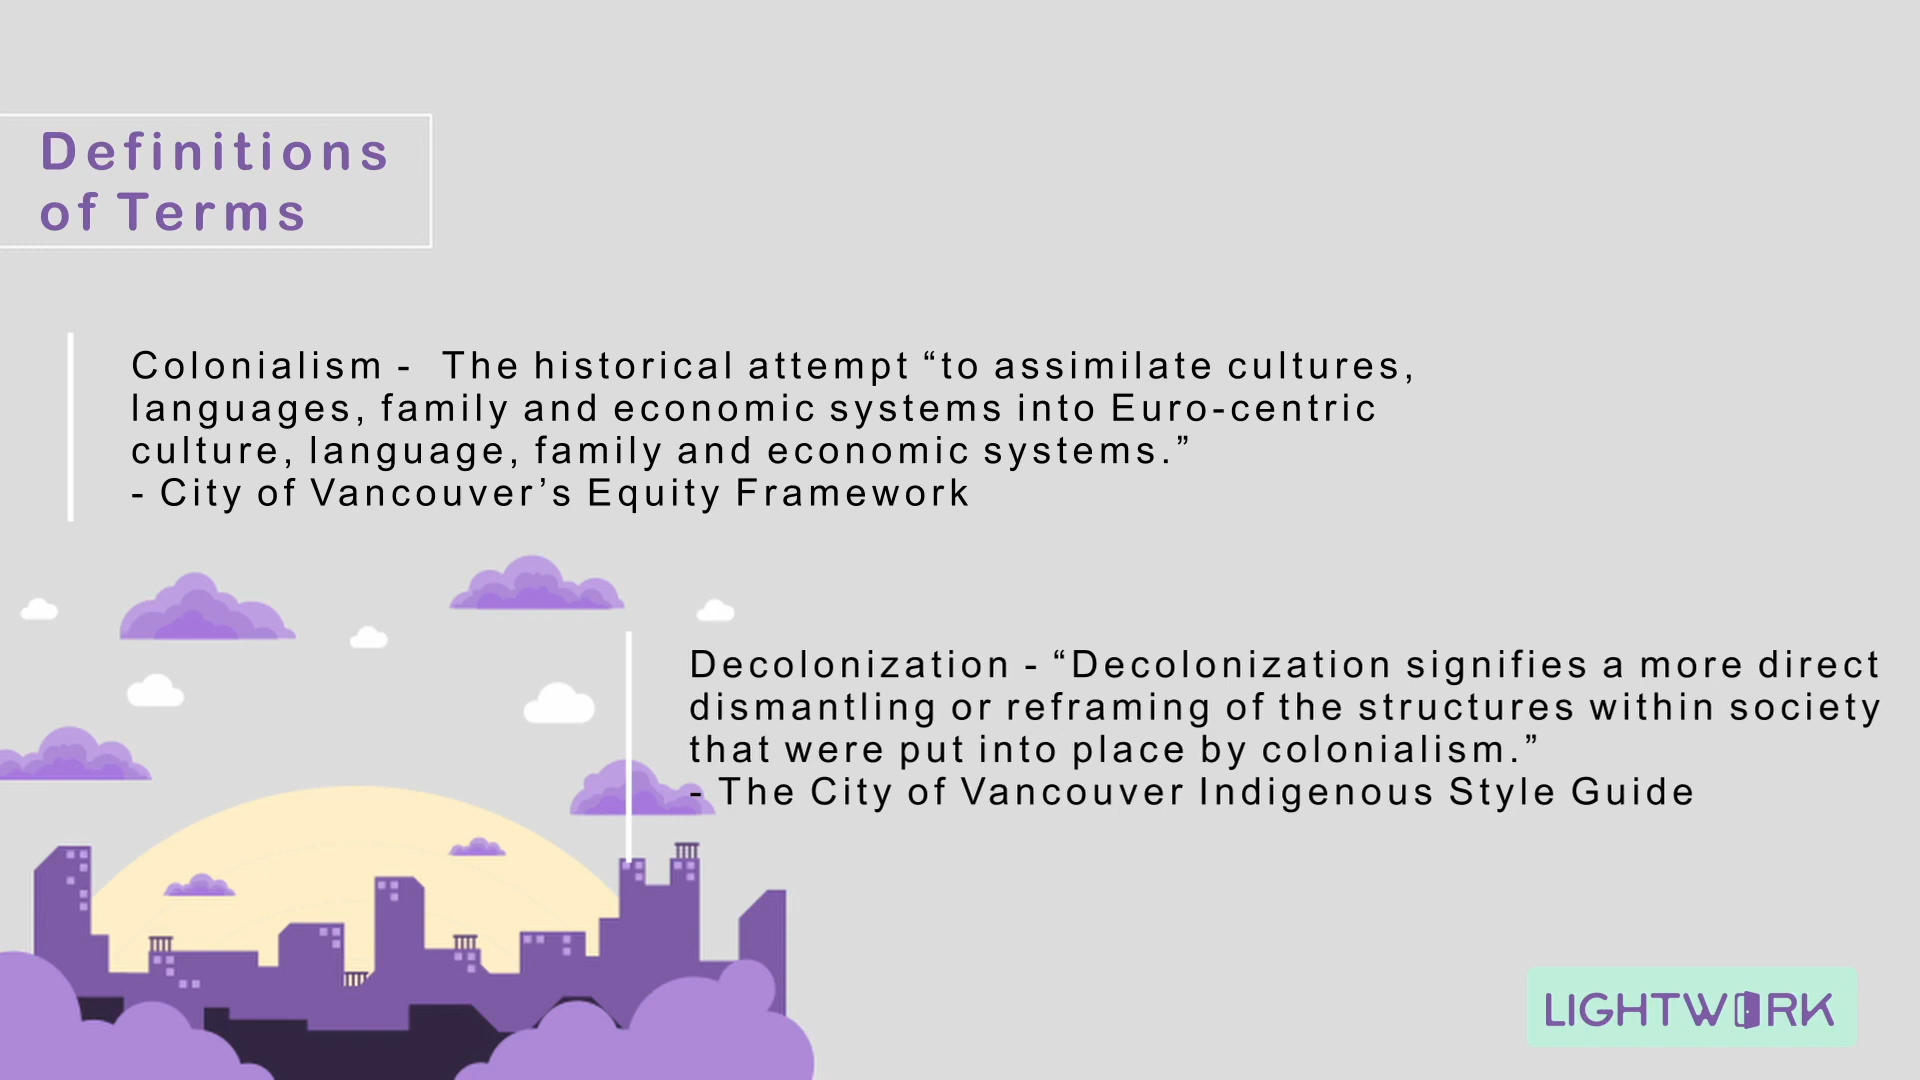 Definitions
of Terms
Colonialism -  The historical attempt “to assimilate cultures,
languages, family and economic systems into Euro-centric
culture, language, family and economic systems.”
- City of Vancouver’s Equity Framework
Decolonization - “Decolonization signifies a more direct
dismantling or reframing of the structures within society
that were put into place by colonialism.”
- The City of Vancouver Indigenous Style Guide
LIGHTWORK